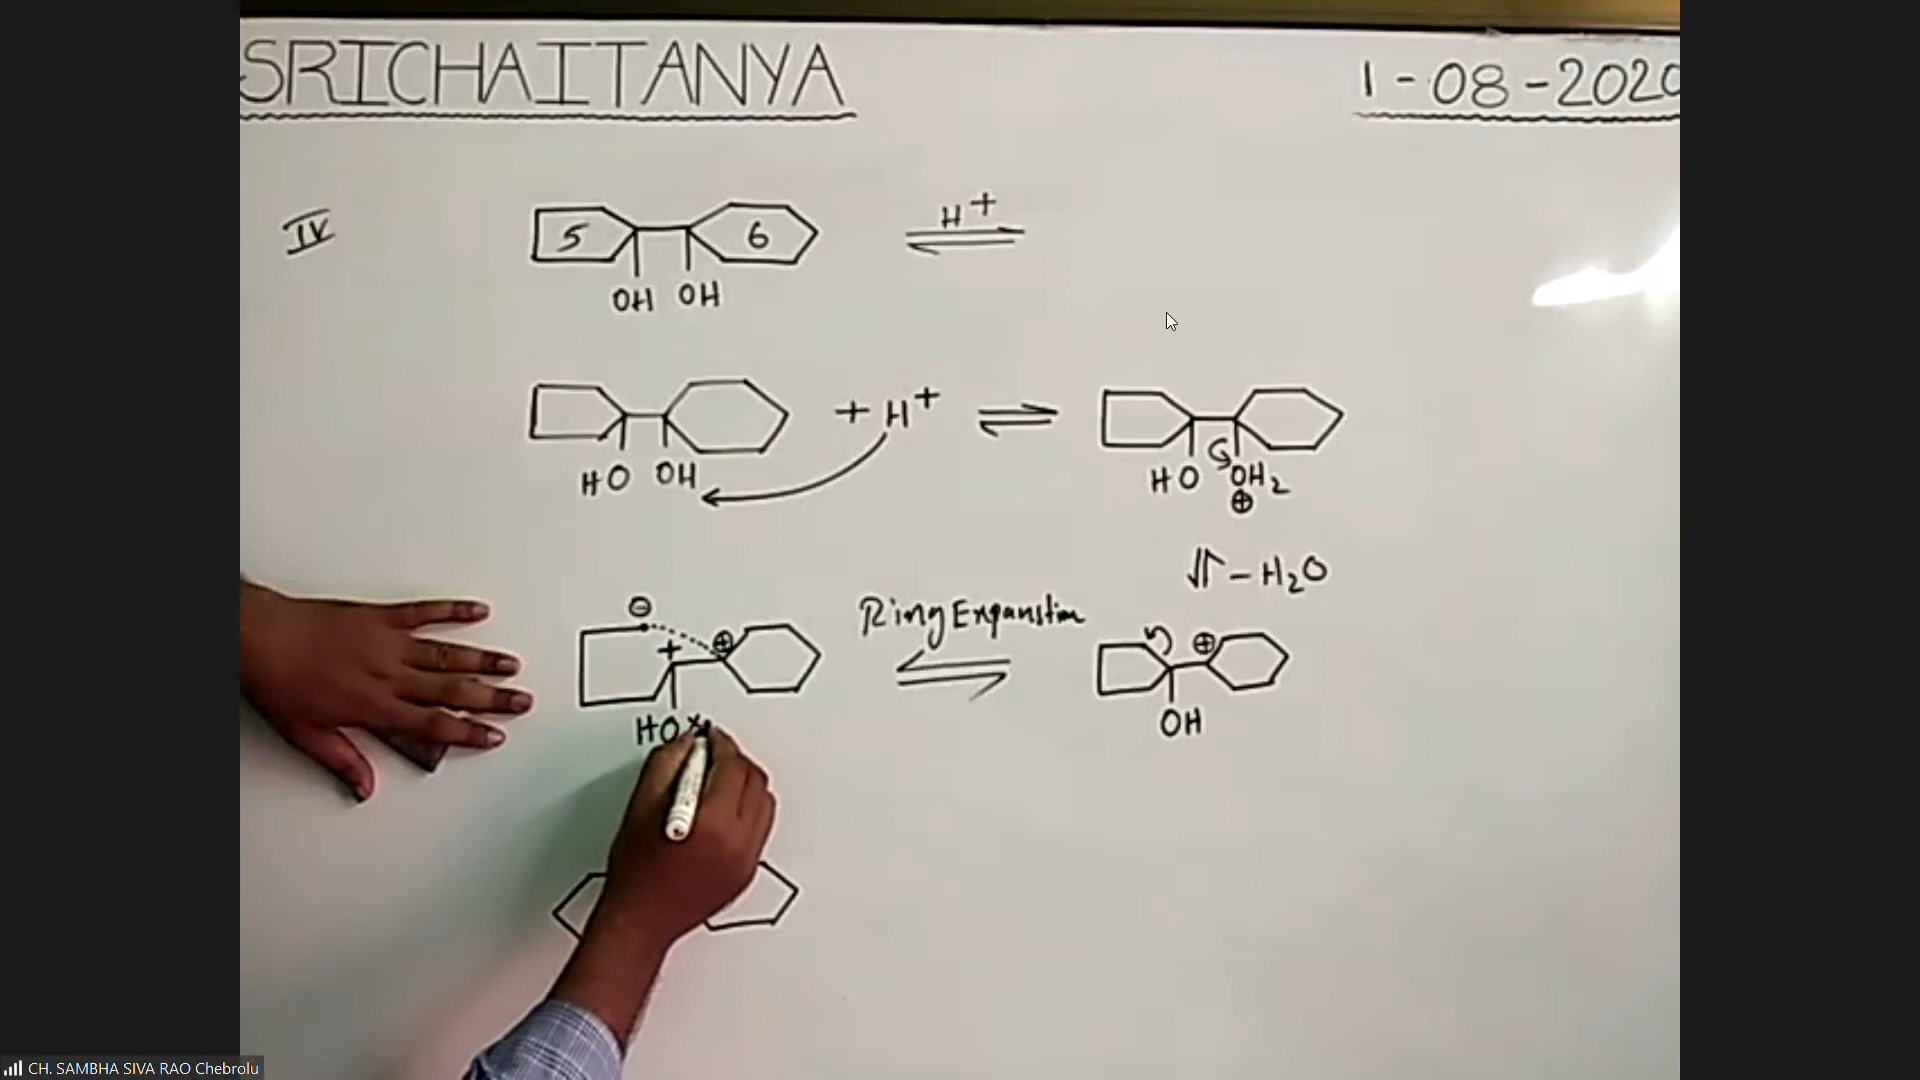 SRICHAITANYA
1-08-2020
IV
5 6
OH OH
H+
HO OH
+ H+
HO OH2
⊕
⇌ - H2O
⊖
+ ⊕
HO
Ring Expanstion
⊕
OH
CH. SAMBHA SIVA RAO Chebrolu